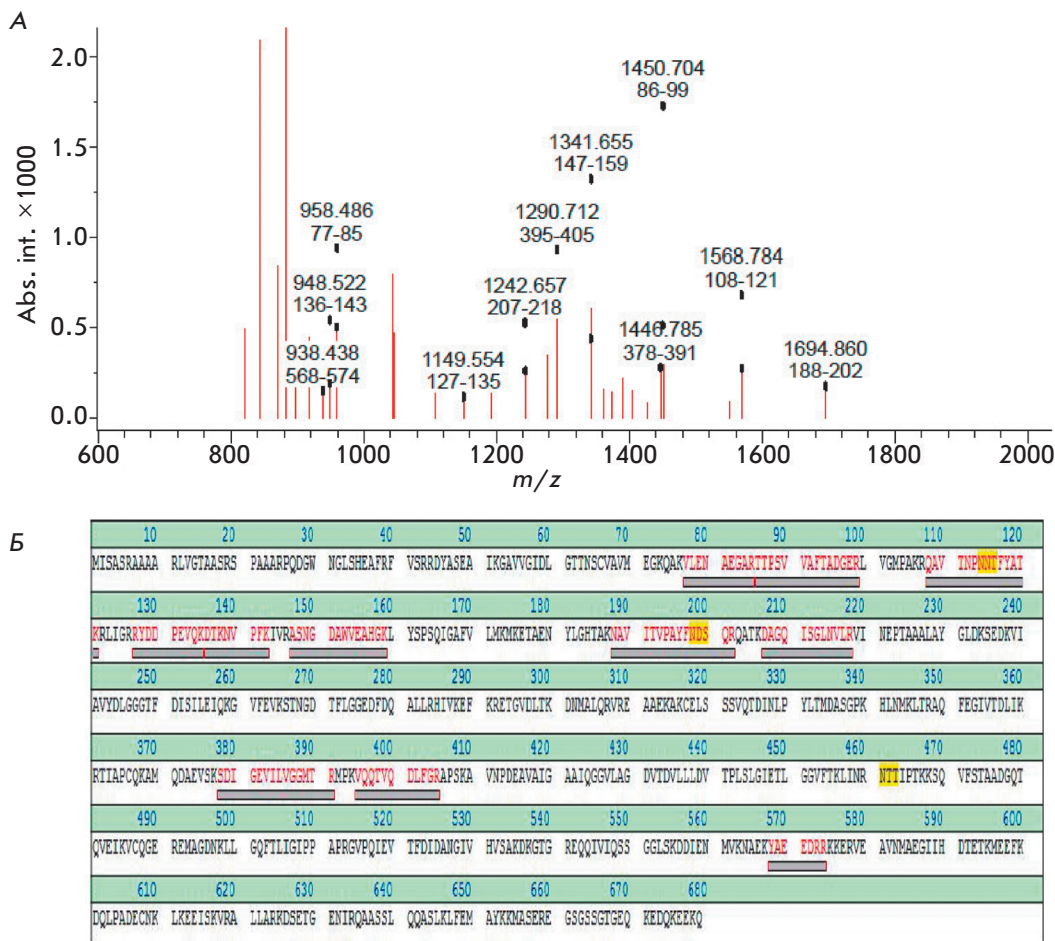 А
Abs. int. ×1000
2.0
1.5
1.0
0.5
0.0
1450.704
86-99
1341.655
147-159
958.486
77-85
1290.712
395-405
1568.784
108-121
948.522
136-143
1242.657
207-218
938.438
568-574
1149.554
127-135
1446.785
378-391
1694.860
188-202
600 800 1000 1200 1400 1600 1800 2000
m/z
Б
10 20 30 40 50 60 70 80 90 100 110 120
MISASRAAAA RLVGTAASRS PAAARPQDGW NGLSHEAFRF VSRRDYASEA IKGAVVGIDL GTTNSCVAVM EGKQAKVLEN AEGARTTPSV VAFTADGERL VGMPAKRQAV TNPNNTFYAT
130 140 150 160 170 180 190 200 210 220 230 240
KRLIGRRYDD PEVQKDTKNV PFKIVRASNG DAWVEAHGKL YSPSQIGAFV LMKMKETAEN YLGHTAKNAV ITVPAYFNDS QRQATKDAGQ ISGLNVLRVI NEPTAAALAY GLDKSEDKVI
250 260 270 280 290 300 310 320 330 340 350 360
AVYDLGGGTF DISILEIQKG VFEVKSTNGD TFLGGEDFDQ ALLRHIVKEF KRETGVDLTK DNMALQRVRE AAEKAKCELS SSVQTDINLP YLTMDASGPK HLNMKLTRAQ FEGIVTDLIK
370 380 390 400 410 420 430 440 450 460 470 480
RTIAPCQKAM QDAEVSKSDI GEVILVGGMT RMPKVQQTVQ DLFGRAPSKA VNPDEAVAIG AAIQGGVLAG DVTDVLLLDV TPLSLGIETL GGVFTKLINR NTTIPTKKSQ VFSTAADGQT
490 500 510 520 530 540 550 560 570 580 590 600
QVEIKVCQGE REMAGDNKLL GQFTLIGIPP APRGVPQIEV TFDIDANGIV HVSAKDKGTG REQQIVIQSS GGLSKDDIEN MVKNAEKYAE EDRRKKERVE AVNMAEGIIH DTETKMEEFK
610 620 630 640 650 660 670 680
DQLPADECNK LKEEISKVRA LLARKDSETG ENIRQAASSL QQASLKLFEM AYKKMASERE GSGSSGTGEQ KEDQKEEKQ